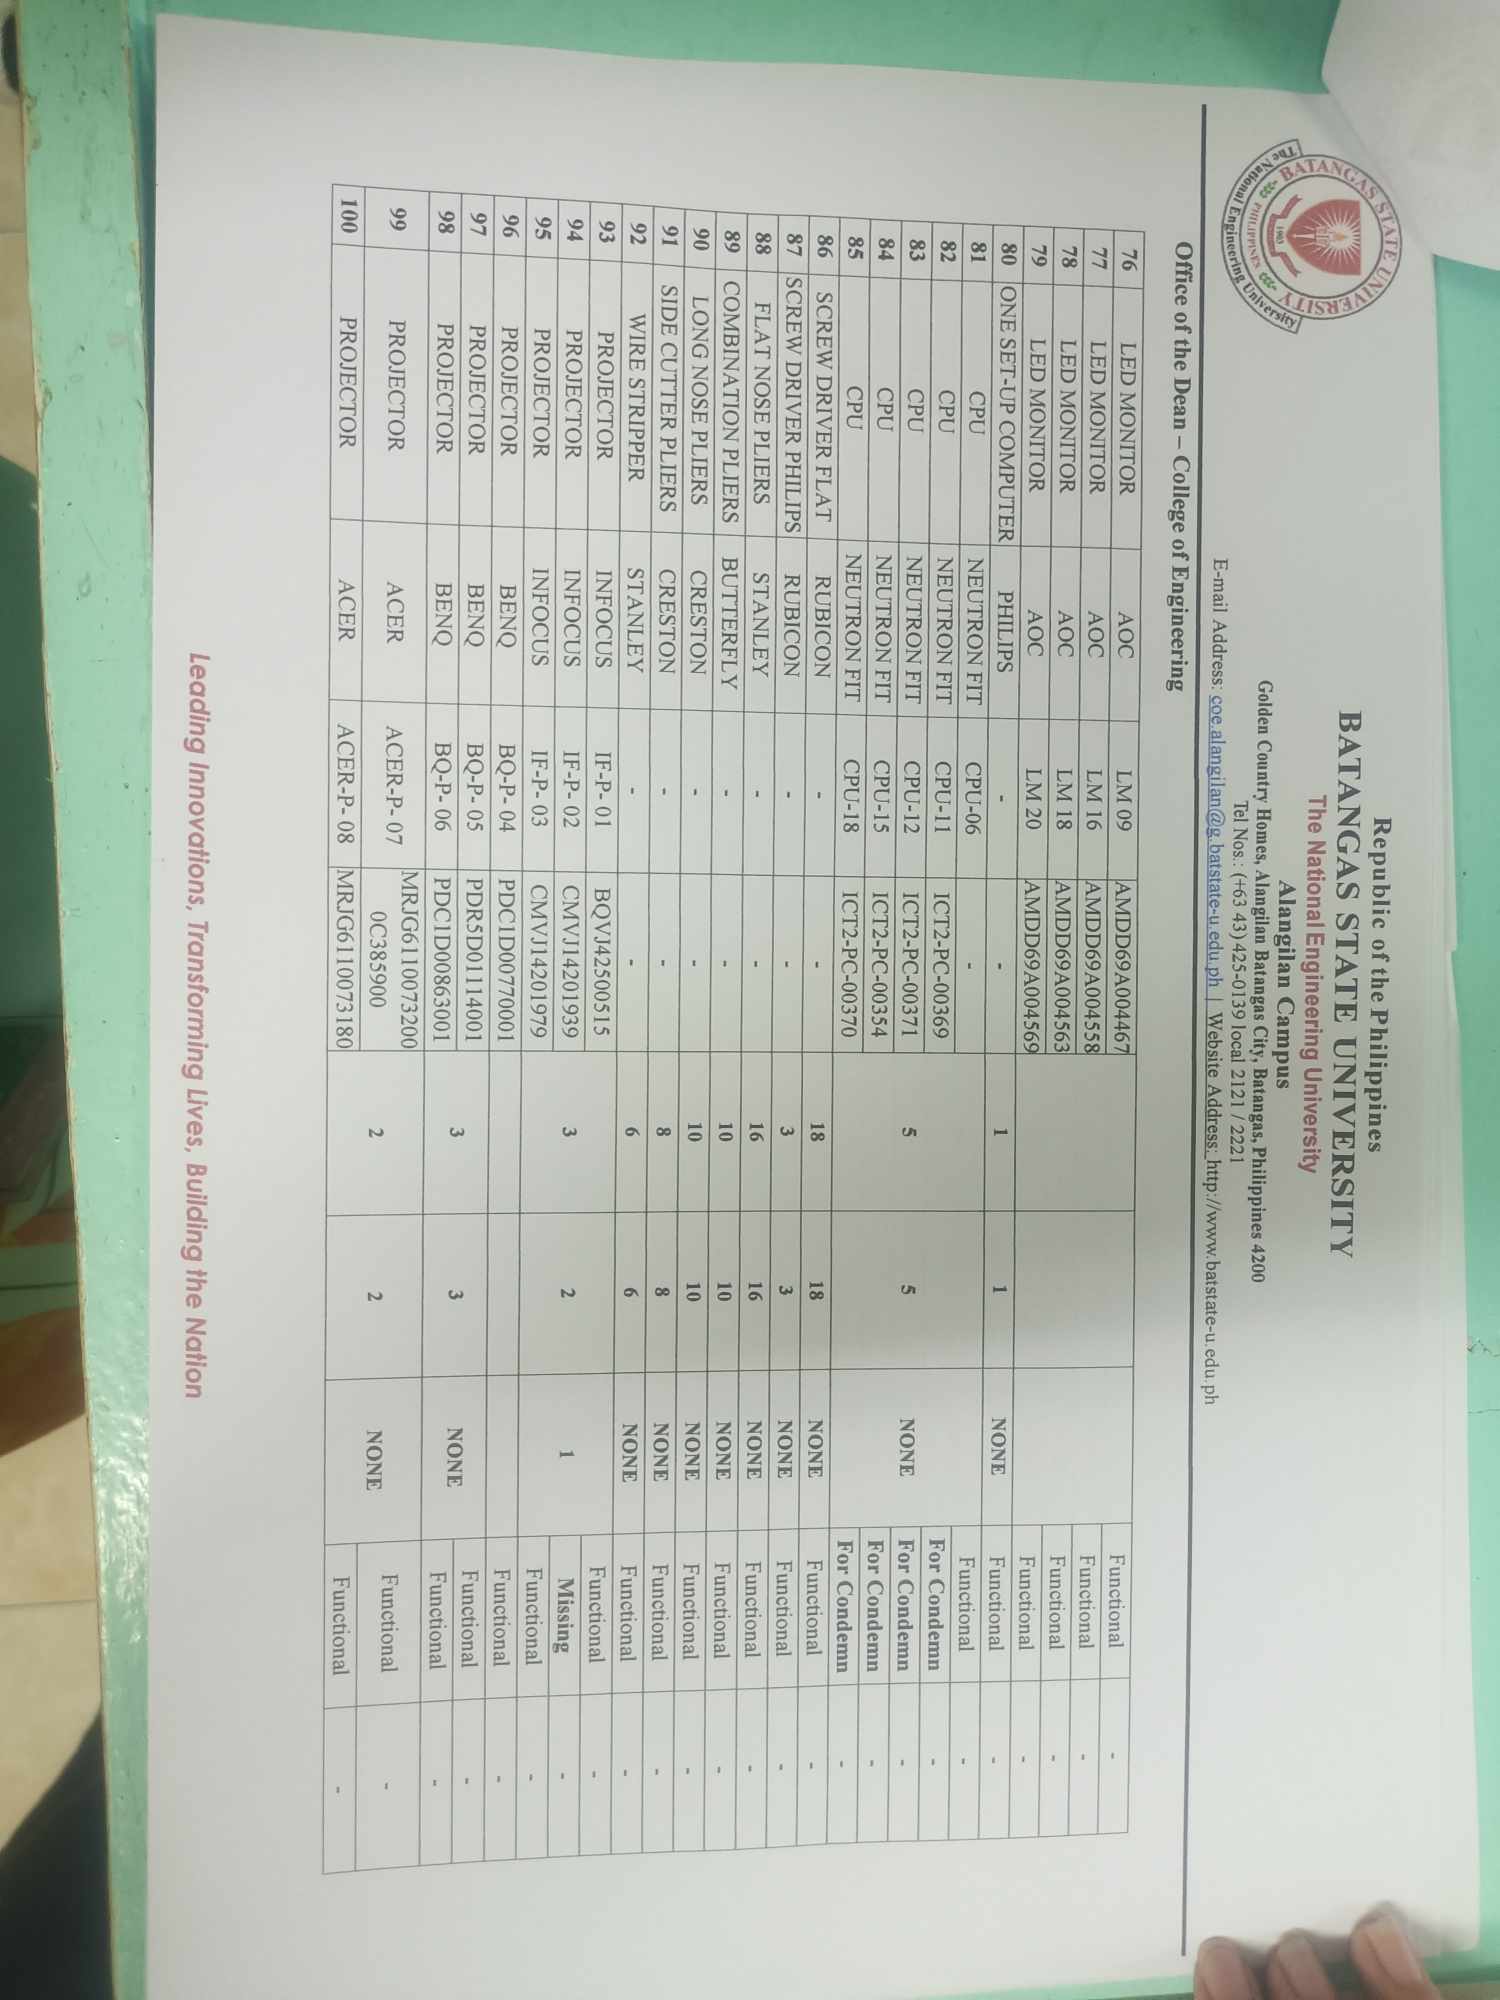 BATANGAS STATE UNIVERSITY
PHILIPPINES
1903
The National Engineering University
Republic of the Philippines
BATANGAS STATE UNIVERSITY
The National Engineering University
Alangilan Campus
Golden Country Homes, Alangilan Batangas City, Batangas, Philippines 4200
Tel Nos.: (+63 43) 425-0139 local 2121 / 2221
E-mail Address: coe.alangilan@g.batstate-u.edu.ph | Website Address: http://www.batstate-u.edu.ph
Office of the Dean – College of Engineering
76 LED MONITOR AOC LM 09 AMDD69A004467 Functional -
77 LED MONITOR AOC LM 16 AMDD69A004558 Functional -
78 LED MONITOR AOC LM 18 AMDD69A004563 Functional -
79 LED MONITOR AOC LM 20 AMDD69A004569 Functional -
80 ONE SET-UP COMPUTER PHILIPS - - 1 1 NONE Functional -
81 CPU NEUTRON FIT CPU-06 - Functional -
82 CPU NEUTRON FIT CPU-11 ICT2-PC-00369 For Condemn -
83 CPU NEUTRON FIT CPU-12 ICT2-PC-00371 5 5 NONE For Condemn -
84 CPU NEUTRON FIT CPU-15 ICT2-PC-00354 For Condemn -
85 CPU NEUTRON FIT CPU-18 ICT2-PC-00370 For Condemn -
86 SCREW DRIVER FLAT RUBICON - - 18 18 NONE Functional -
87 SCREW DRIVER PHILIPS RUBICON - - 3 3 NONE Functional -
88 FLAT NOSE PLIERS STANLEY - - 16 16 NONE Functional -
89 COMBINATION PLIERS BUTTERFLY - - 10 10 NONE Functional -
90 LONG NOSE PLIERS CRESTON - - 10 10 NONE Functional -
91 SIDE CUTTER PLIERS CRESTON - - 8 8 NONE Functional -
92 WIRE STRIPPER STANLEY - - 6 6 NONE Functional -
93 PROJECTOR INFOCUS IF-P- 01 BQVJ42500515 Functional -
94 PROJECTOR INFOCUS IF-P- 02 CMVJ14201939 3 2 1 Missing -
95 PROJECTOR INFOCUS IF-P- 03 CMVJ14201979 Functional -
96 PROJECTOR BENQ BQ-P- 04 PDC1D00770001 Functional -
97 PROJECTOR BENQ BQ-P- 05 PDR5D01114001 Functional -
98 PROJECTOR BENQ BQ-P- 06 PDC1D00863001 3 3 NONE Functional -
99 PROJECTOR ACER ACER-P- 07 MRJG6110073200
0C385900 Functional -
100 PROJECTOR ACER ACER-P- 08 MRJG6110073180 2 2 NONE Functional -
Leading Innovations, Transforming Lives, Building the Nation